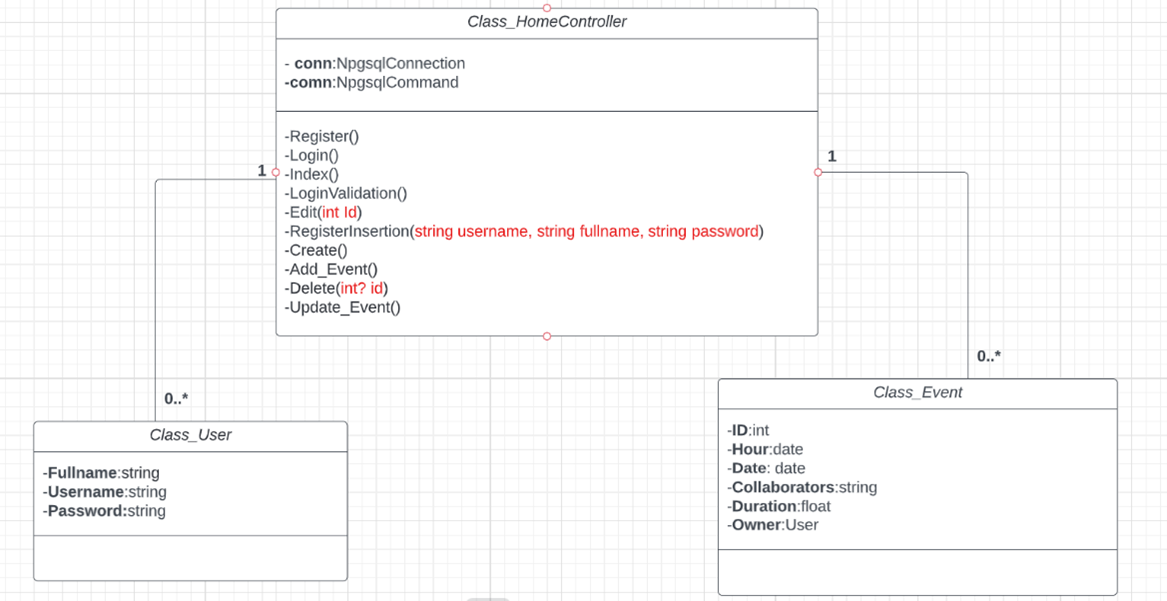 Class_HomeController
- conn:NpgsqlConnection
-comn:NpgsqlCommand
-Register()
-Login()
-Index()
-LoginValidation()
-Edit(int Id)
-RegisterInsertion(string username, string fullname, string password)
-Create()
-Add_Event()
-Delete(int? id)
-Update_Event()
1
1
0..*
0..*
Class_User
-Fullname:string
-Username:string
-Password:string
Class_Event
-ID:int
-Hour:date
-Date: date
-Collaborators:string
-Duration:float
-Owner:User